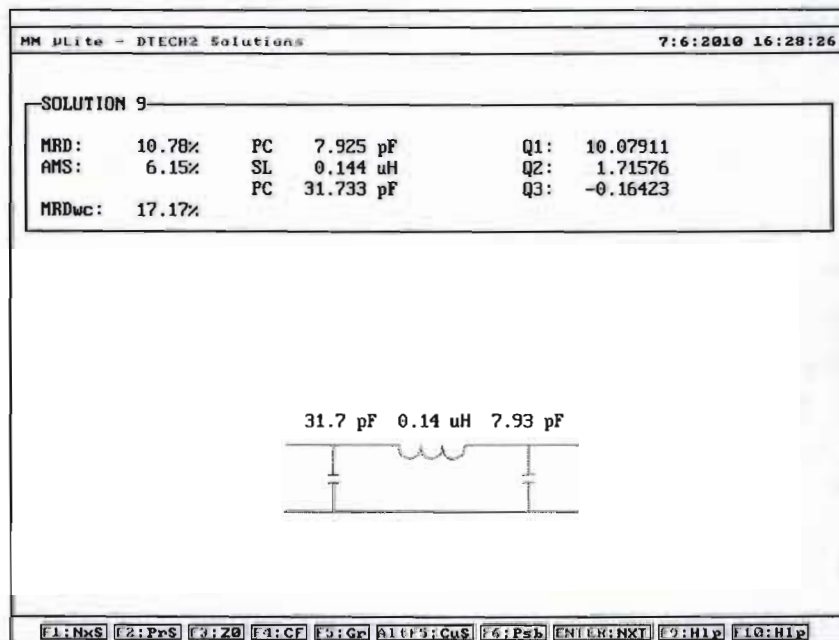 MM µLite - DTECH2 Solutions 7:6:2010 16:28:26
SOLUTION 9
MRD: 10.78% PC 7.925 pF Q1: 10.07911
AMS: 6.15% SL 0.144 uH Q2: 1.71576
PC 31.733 pF Q3: -0.16423
MRDwc: 17.17%
31.7 pF 0.14 uH 7.93 pF
F1:NxS F2:PrS F3:Z0 F4:CF F5:Gr AltF5:CuS F6:Psb ENTER:NXT F9:Hlp F10:Hlp